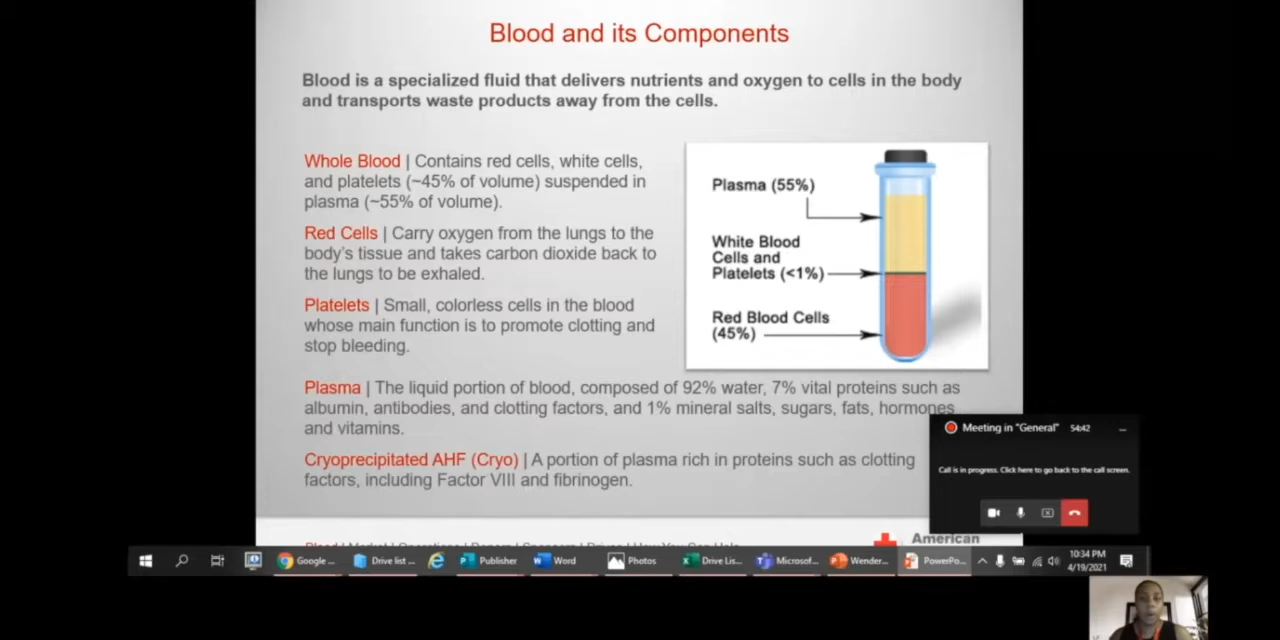 Blood and its Components
Blood is a specialized fluid that delivers nutrients and oxygen to cells in the body
and transports waste products away from the cells.
Whole Blood | Contains red cells, white cells,
and platelets (~45% of volume) suspended in
plasma (~55% of volume).
Red Cells | Carry oxygen from the lungs to the
body's tissue and takes carbon dioxide back to
the lungs to be exhaled.
Platelets | Small, colorless cells in the blood
whose main function is to promote clotting and
stop bleeding.
Plasma (55%)
White Blood
Cells and
Platelets (<1%)
Red Blood Cells
(45%)
Plasma | The liquid portion of blood, composed of 92% water, 7% vital proteins such as
albumin, antibodies, and clotting factors, and 1% mineral salts, sugars, fats, hormones
and vitamins.
Cryoprecipitated AHF (Cryo) | A portion of plasma rich in proteins such as clotting
factors, including Factor VIII and fibrinogen.
Meeting in "General" 54:42
Call is in progress. Click here to go back to the call screen.
American
Google ...
Drive list ...
Publisher
Word
Photos
Drive Lis...
Microsof...
Wender...
PowerPo...
10:34 PM
4/19/2021